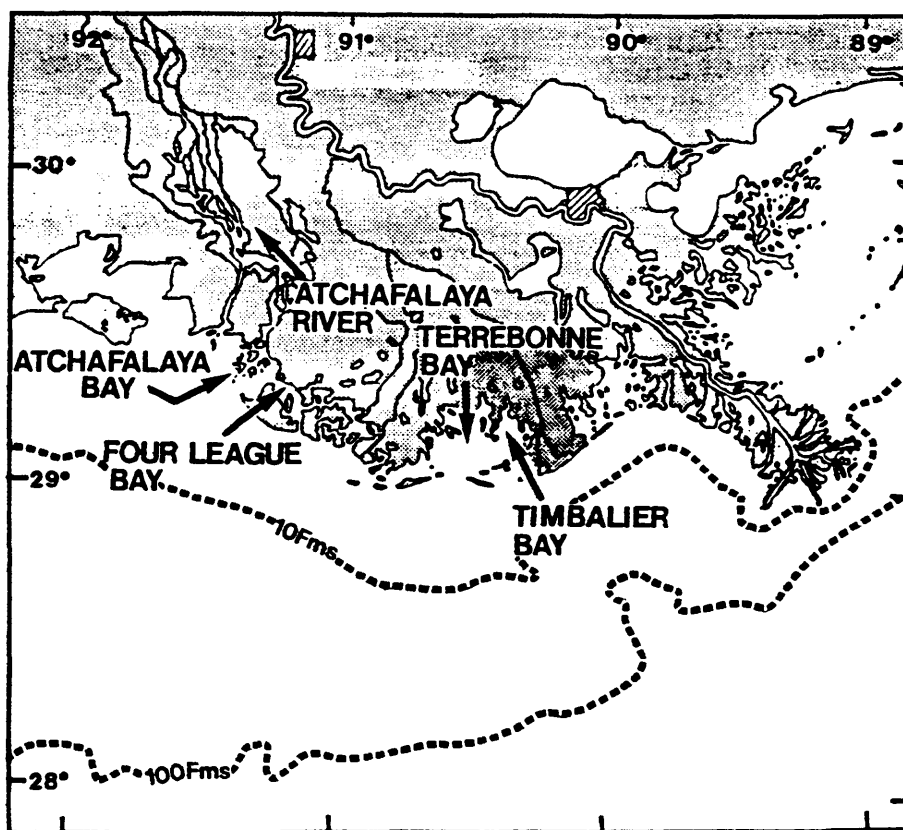 92° 91° 90° 89°
30°
ATCHAFALAYA
RIVER
TERREBONNE
BAY
ATCHAFALAYA
BAY
FOUR LEAGUE
BAY
29°
TIMBALIER
BAY
10Fms
100Fms
28°